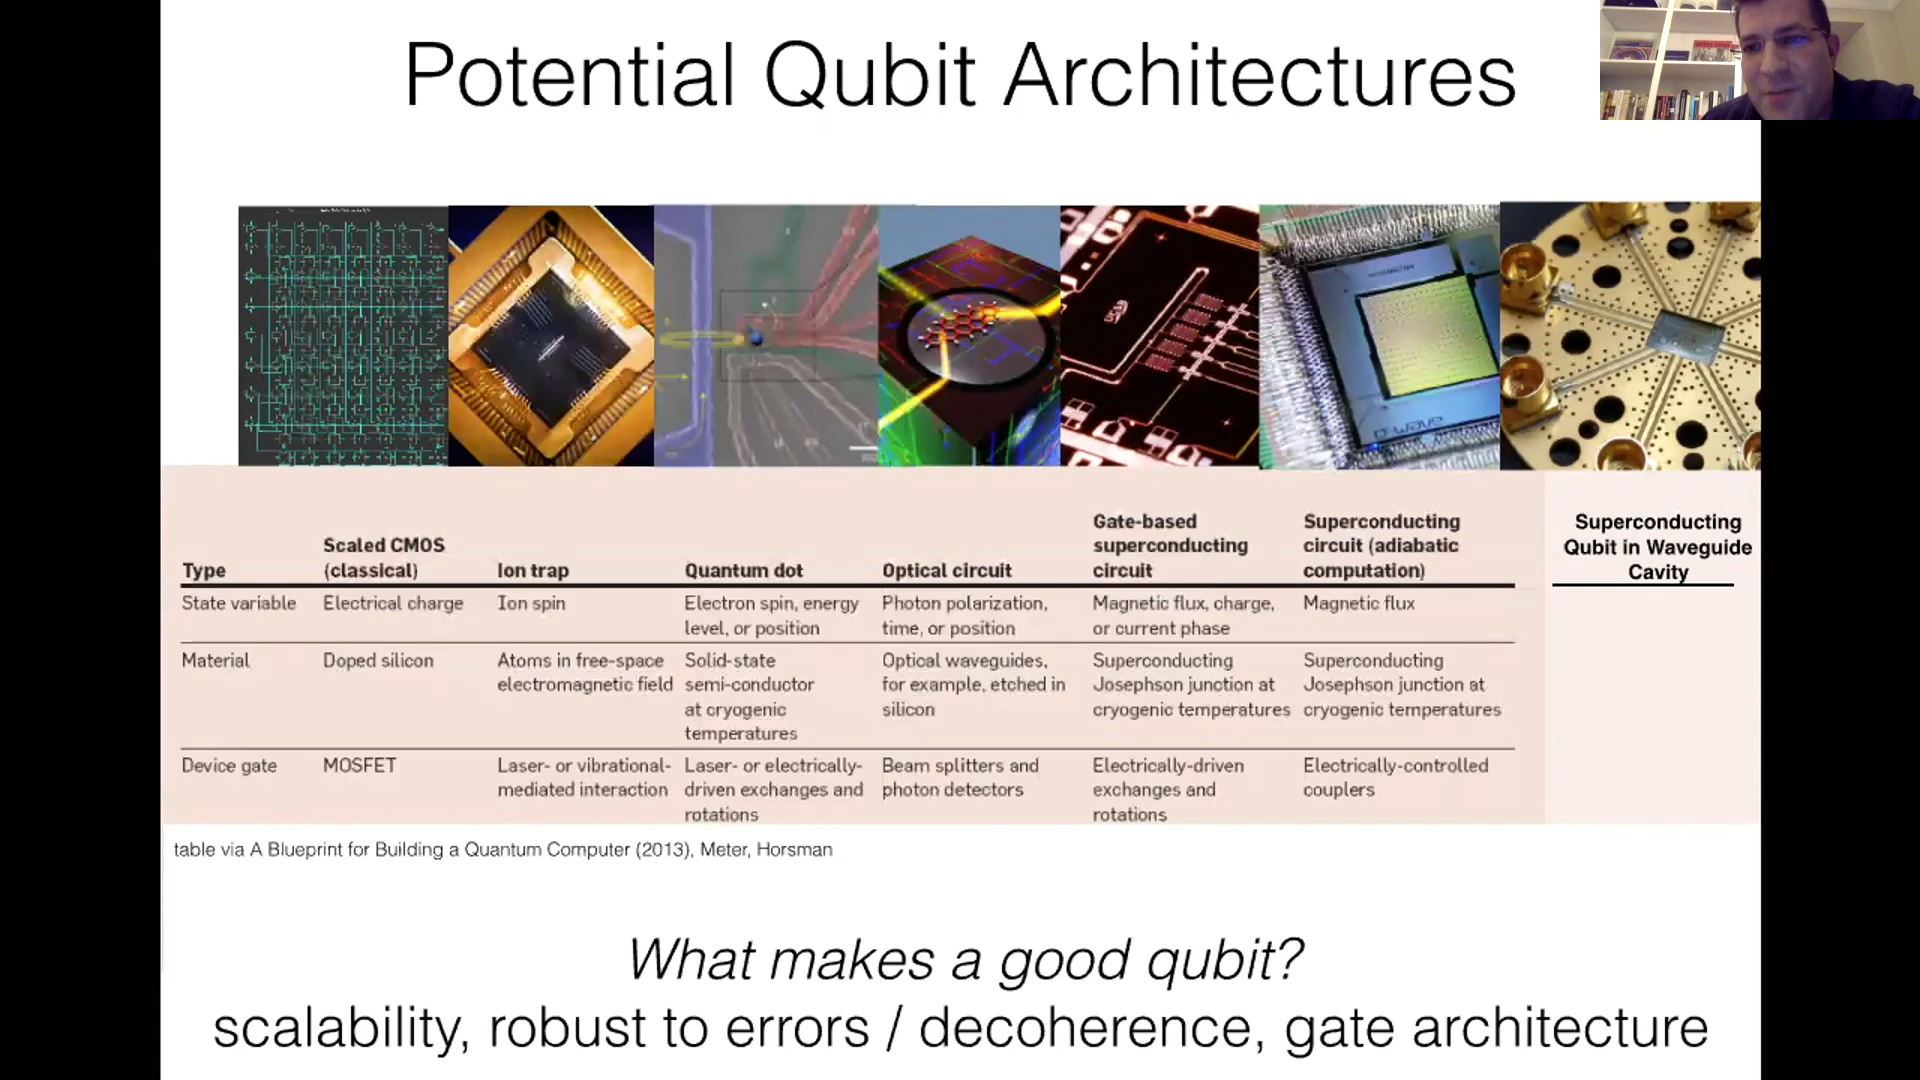 Potential Qubit Architectures
UCSB
D-WAVE
Type
Scaled CMOS
(classical)
Ion trap
Quantum dot
Optical circuit
Gate-based
superconducting
circuit
Superconducting
circuit (adiabatic
computation)
Superconducting
Qubit in Waveguide
Cavity
State variable
Electrical charge
Ion spin
Electron spin, energy
level, or position
Photon polarization,
time, or position
Magnetic flux, charge,
or current phase
Magnetic flux
Material
Doped silicon
Atoms in free-space
electromagnetic field
Solid-state
semi-conductor
at cryogenic
temperatures
Optical waveguides,
for example, etched in
silicon
Superconducting
Josephson junction at
cryogenic temperatures
Superconducting
Josephson junction at
cryogenic temperatures
Device gate
MOSFET
Laser- or vibrational-
mediated interaction
Laser- or electrically-
driven exchanges and
rotations
Beam splitters and
photon detectors
Electrically-driven
exchanges and
rotations
Electrically-controlled
couplers
table via A Blueprint for Building a Quantum Computer (2013), Meter, Horsman
What makes a good qubit?
scalability, robust to errors / decoherence, gate architecture